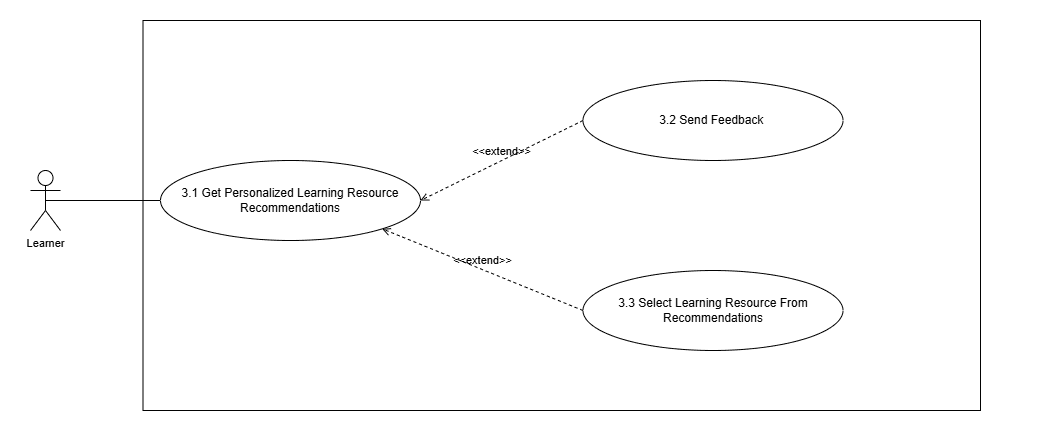 3.2 Send Feedback
<<extend>>
3.1 Get Personalized Learning Resource
Recommendations
Learner
<<extend>>
3.3 Select Learning Resource From
Recommendations